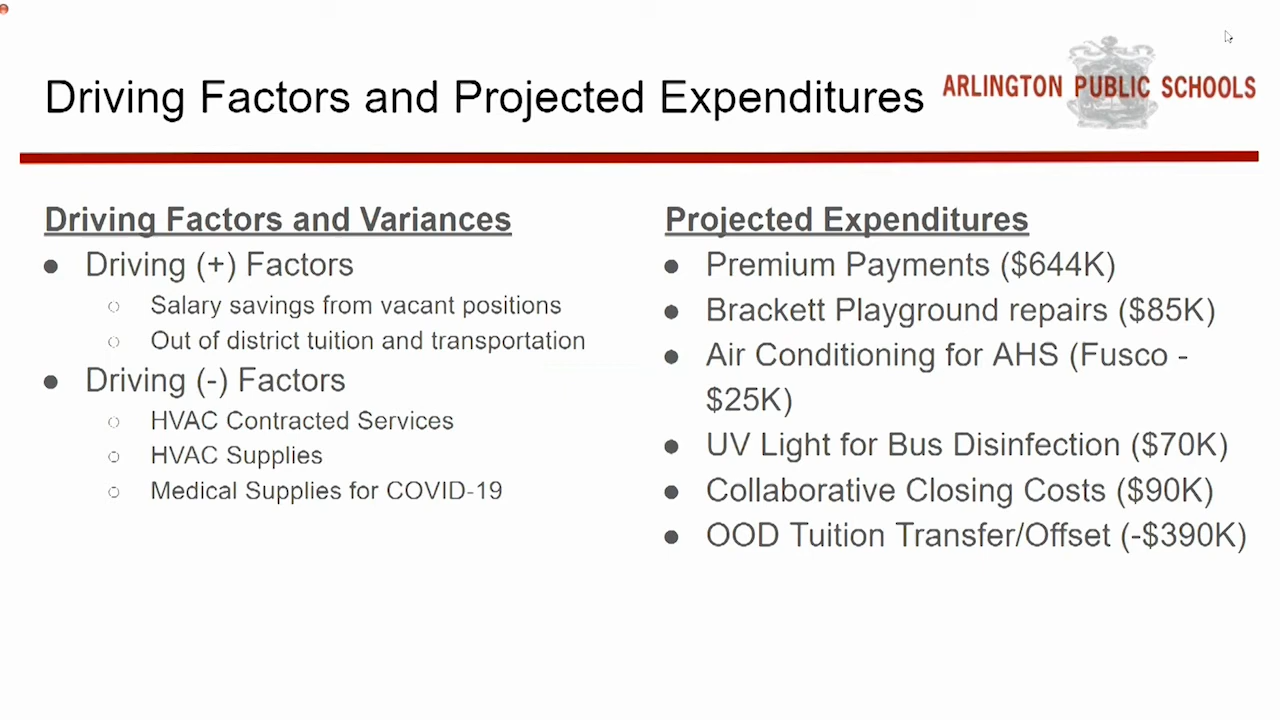 Driving Factors and Projected Expenditures
ARLINGTON PUBLIC SCHOOLS
Driving Factors and Variances
● Driving (+) Factors
○ Salary savings from vacant positions
○ Out of district tuition and transportation
● Driving (-) Factors
○ HVAC Contracted Services
○ HVAC Supplies
○ Medical Supplies for COVID-19
Projected Expenditures
● Premium Payments ($644K)
● Brackett Playground repairs ($85K)
● Air Conditioning for AHS (Fusco -
$25K)
● UV Light for Bus Disinfection ($70K)
● Collaborative Closing Costs ($90K)
● OOD Tuition Transfer/Offset (-$390K)